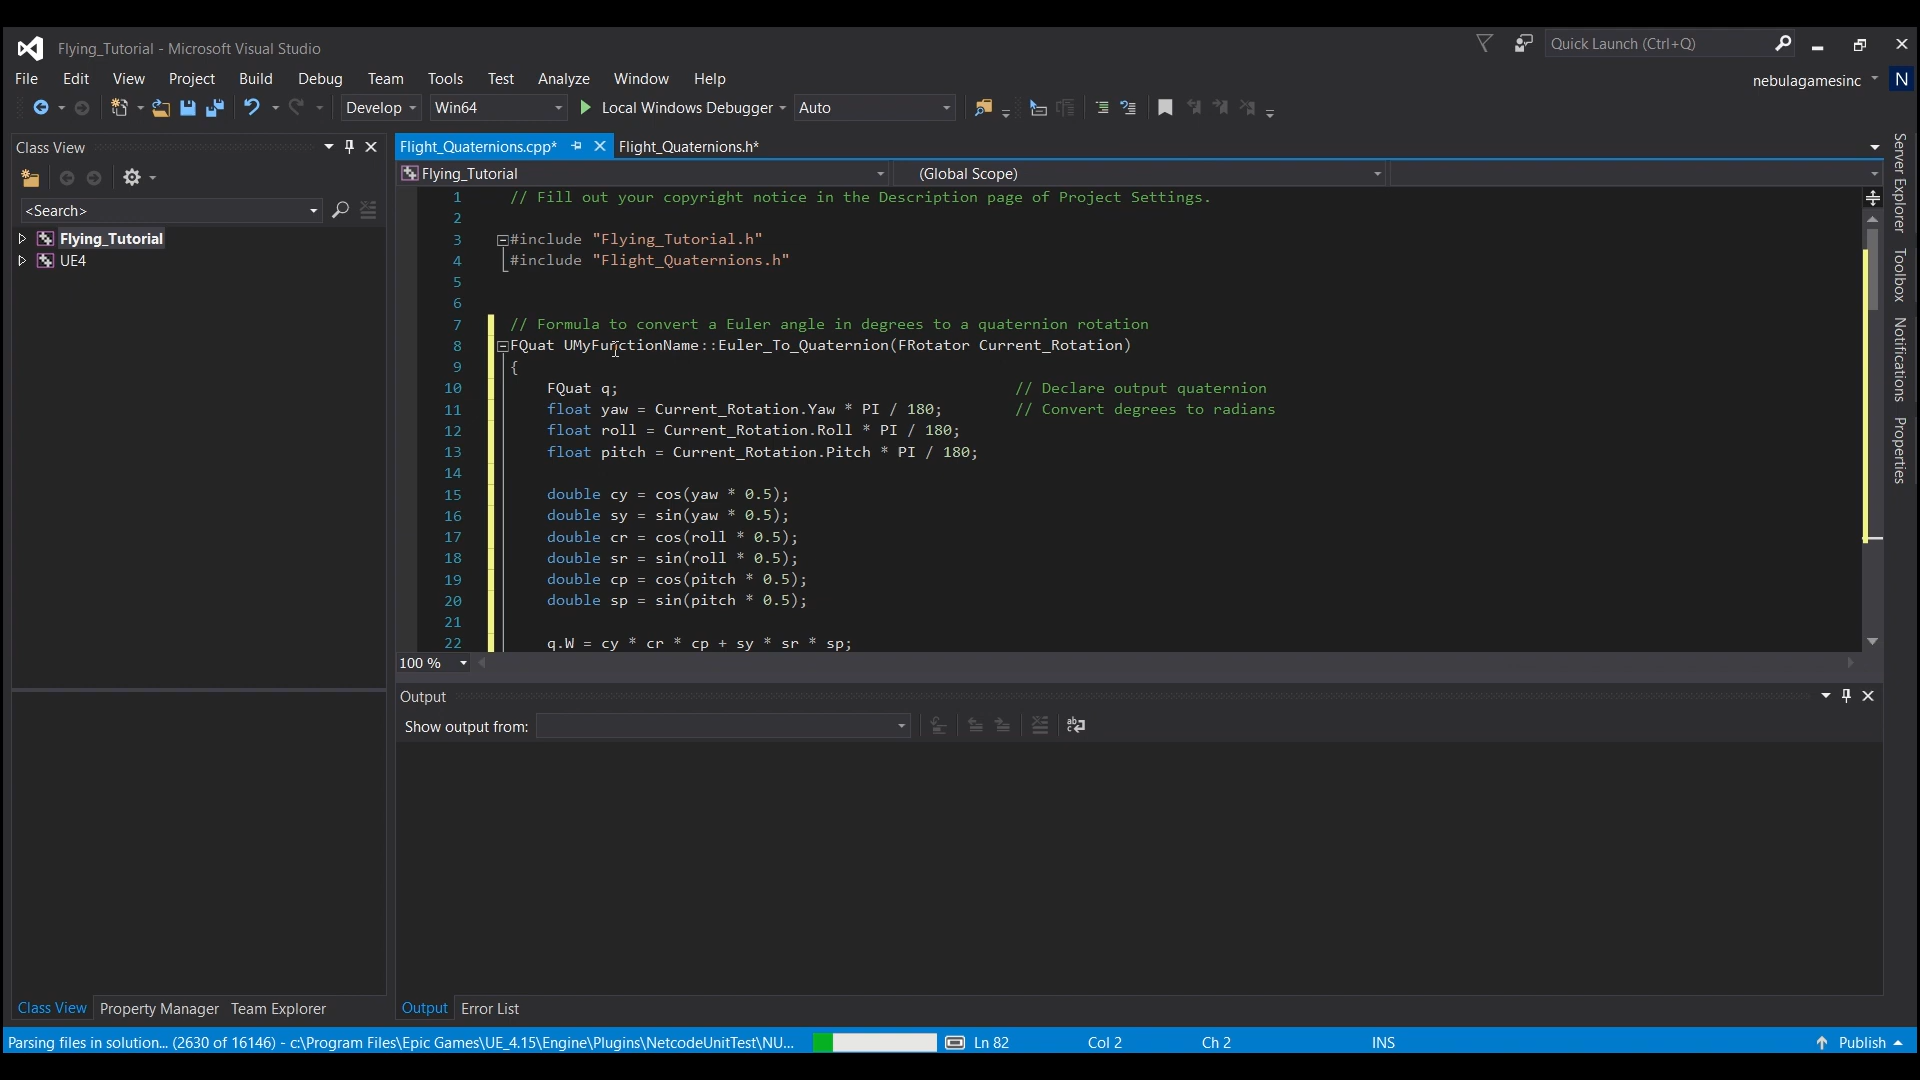 Flying_Tutorial - Microsoft Visual Studio
Quick Launch (Ctrl+Q)
File Edit View Project Build Debug Team Tools Test Analyze Window Help
nebulagamesinc N
Develop Win64 Local Windows Debugger Auto
Class View
Flight_Quaternions.cpp* Flight_Quaternions.h*
Flying_Tutorial (Global Scope)
<Search>
Flying_Tutorial
UE4
1 // Fill out your copyright notice in the Description page of Project Settings.
2
3 #include "Flying_Tutorial.h"
4 #include "Flight_Quaternions.h"
5
6
7 // Formula to convert a Euler angle in degrees to a quaternion rotation
8 FQuat UMyFunctionName::Euler_To_Quaternion(FRotator Current_Rotation)
9 {
10 FQuat q; // Declare output quaternion
11 float yaw = Current_Rotation.Yaw * PI / 180; // Convert degrees to radians
12 float roll = Current_Rotation.Roll * PI / 180;
13 float pitch = Current_Rotation.Pitch * PI / 180;
14
15 double cy = cos(yaw * 0.5);
16 double sy = sin(yaw * 0.5);
17 double cr = cos(roll * 0.5);
18 double sr = sin(roll * 0.5);
19 double cp = cos(pitch * 0.5);
20 double sp = sin(pitch * 0.5);
21
22 q.W = cy * cr * cp + sy * sr * sp;
100 %
Output
Show output from:
Server Explorer
Toolbox
Notifications
Properties
Class View Property Manager Team Explorer
Output Error List
Parsing files in solution... (2630 of 16146) - c:\Program Files\Epic Games\UE_4.15\Engine\Plugins\NetcodeUnitTest\NU... Ln 82 Col 2 Ch 2 INS Publish